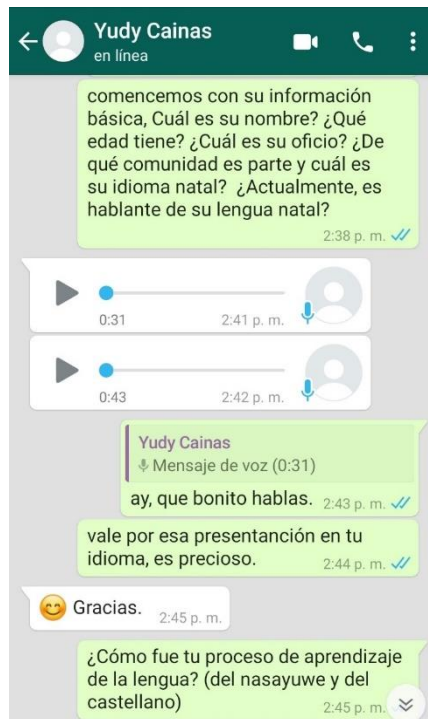 Yudy Cainas
en línea
comencemos con su información
básica, Cuál es su nombre? ¿Qué
edad tiene? ¿Cuál es su oficio? ¿De
qué comunidad es parte y cuál es
su idioma natal? ¿Actualmente, es
hablante de su lengua natal?
2:38 p. m.
0:31 2:41 p. m.
0:43 2:42 p. m.
Yudy Cainas
Mensaje de voz (0:31)
ay, que bonito hablas. 2:43 p. m.
vale por esa presentanción en tu
idioma, es precioso. 2:44 p. m.
Gracias. 2:45 p. m.
¿Cómo fue tu proceso de aprendizaje
de la lengua? (del nasayuwe y del
castellano) 2:45 p. m.